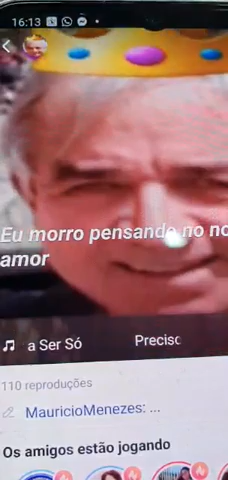 16:13
Eu morro pensando no no
amor
a Ser Só Precisc
110 reproduções
MauricioMenezes: ...
Os amigos estão jogando